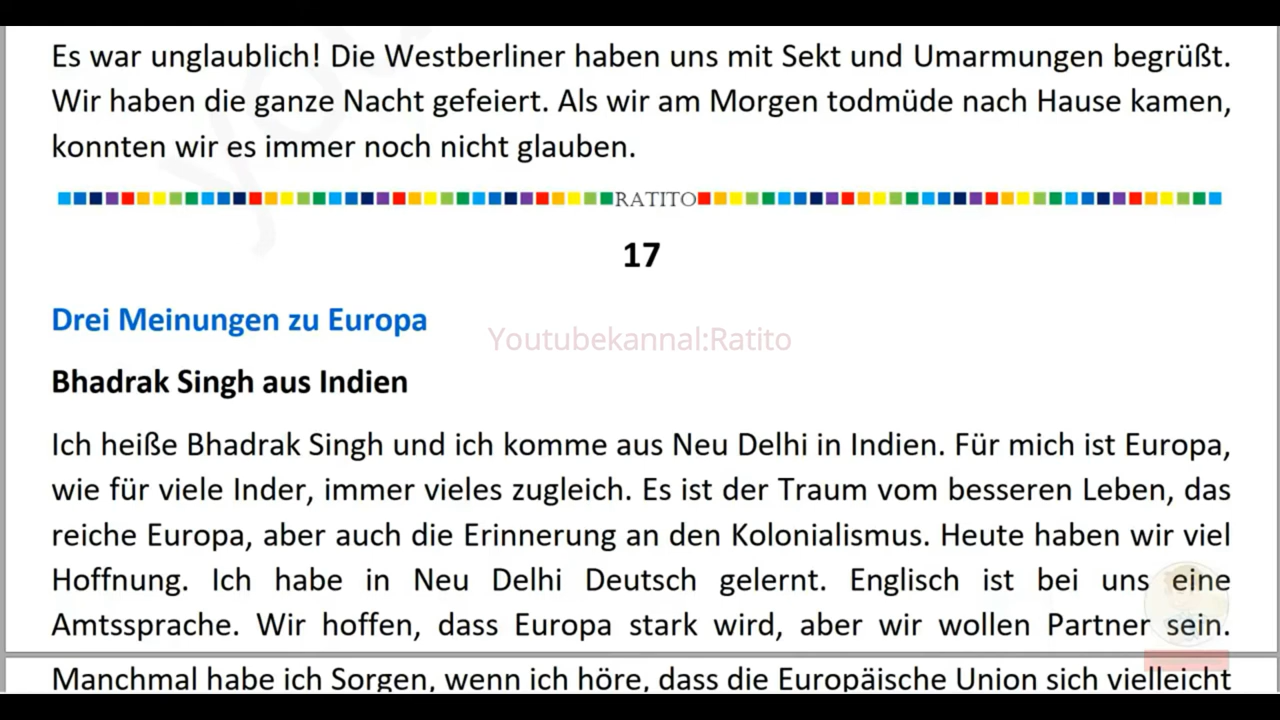 Es war unglaublich! Die Westberliner haben uns mit Sekt und Umarmungen begrüßt.
Wir haben die ganze Nacht gefeiert. Als wir am Morgen todmüde nach Hause kamen,
konnten wir es immer noch nicht glauben.
RATITO
17
Drei Meinungen zu Europa
Youtubekannal:Ratito
Bhadrak Singh aus Indien
Ich heiße Bhadrak Singh und ich komme aus Neu Delhi in Indien. Für mich ist Europa,
wie für viele Inder, immer vieles zugleich. Es ist der Traum vom besseren Leben, das
reiche Europa, aber auch die Erinnerung an den Kolonialismus. Heute haben wir viel
Hoffnung. Ich habe in Neu Delhi Deutsch gelernt. Englisch ist bei uns eine
Amtssprache. Wir hoffen, dass Europa stark wird, aber wir wollen Partner sein.
Manchmal habe ich Sorgen, wenn ich höre, dass die Europäische Union sich vielleicht